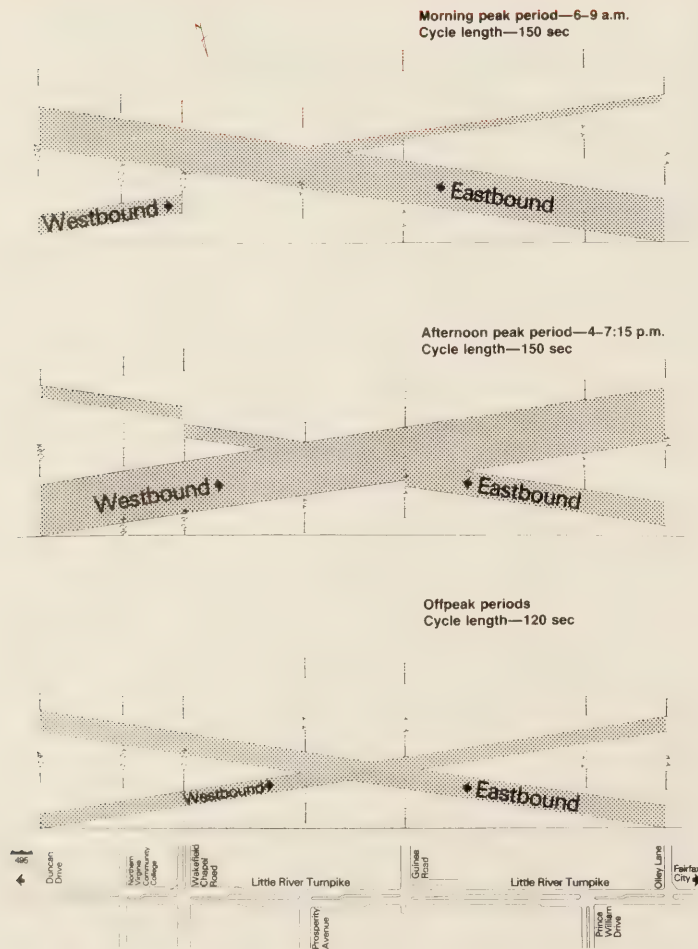 Morning peak period—6–9 a.m.
Cycle length—150 sec
Westbound
Eastbound
Afternoon peak period—4–7:15 p.m.
Cycle length—150 sec
Westbound
Eastbound
Offpeak periods
Cycle length—120 sec
Westbound
Eastbound
495
Duncan
Drive
Northern
Virginia
Community
College
Wakefield
Chapel
Road
Little River Turnpike
Prosperity
Avenue
Guinea
Road
Little River Turnpike
Prince
William
Drive
Olley Lane
Fairfax
City